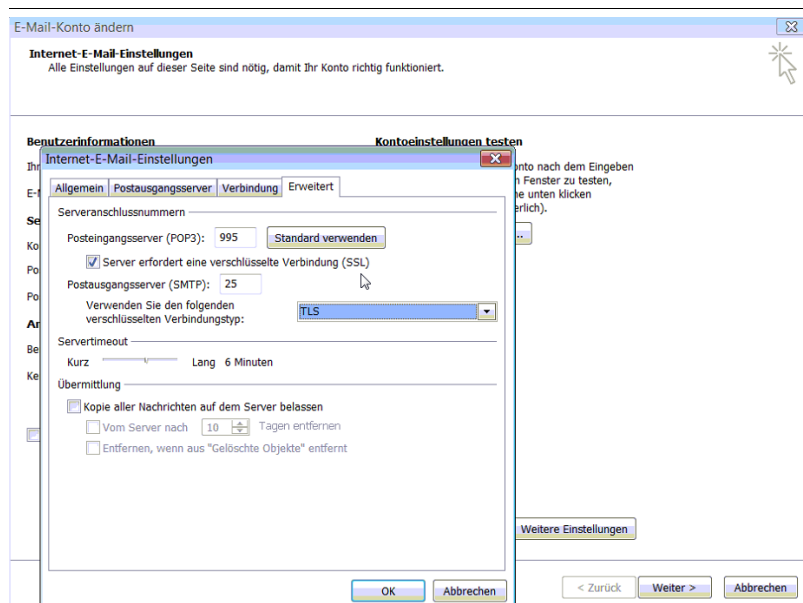 E-Mail-Konto ändern
Internet-E-Mail-Einstellungen
Alle Einstellungen auf dieser Seite sind nötig, damit Ihr Konto richtig funktioniert.
Benutzerinformationen
Kontoeinstellungen testen
Internet-E-Mail-Einstellungen
Allgemein Postausgangsserver Verbindung Erweitert
Serveranschlussnummern
Posteingangsserver (POP3): 995 Standard verwenden
Server erfordert eine verschlüsselte Verbindung (SSL)
Postausgangsserver (SMTP): 25
Verwenden Sie den folgenden
verschlüsselten Verbindungstyp: TLS
Servertimeout
Kurz Lang 6 Minuten
Übermittlung
Kopie aller Nachrichten auf dem Server belassen
Vom Server nach 10 Tagen entfernen
Entfernen, wenn aus "Gelöschte Objekte" entfernt
OK Abbrechen
nach dem Eingeben
Fenster zu testen,
unten klicken
Weitere Einstellungen
< Zurück Weiter > Abbrechen